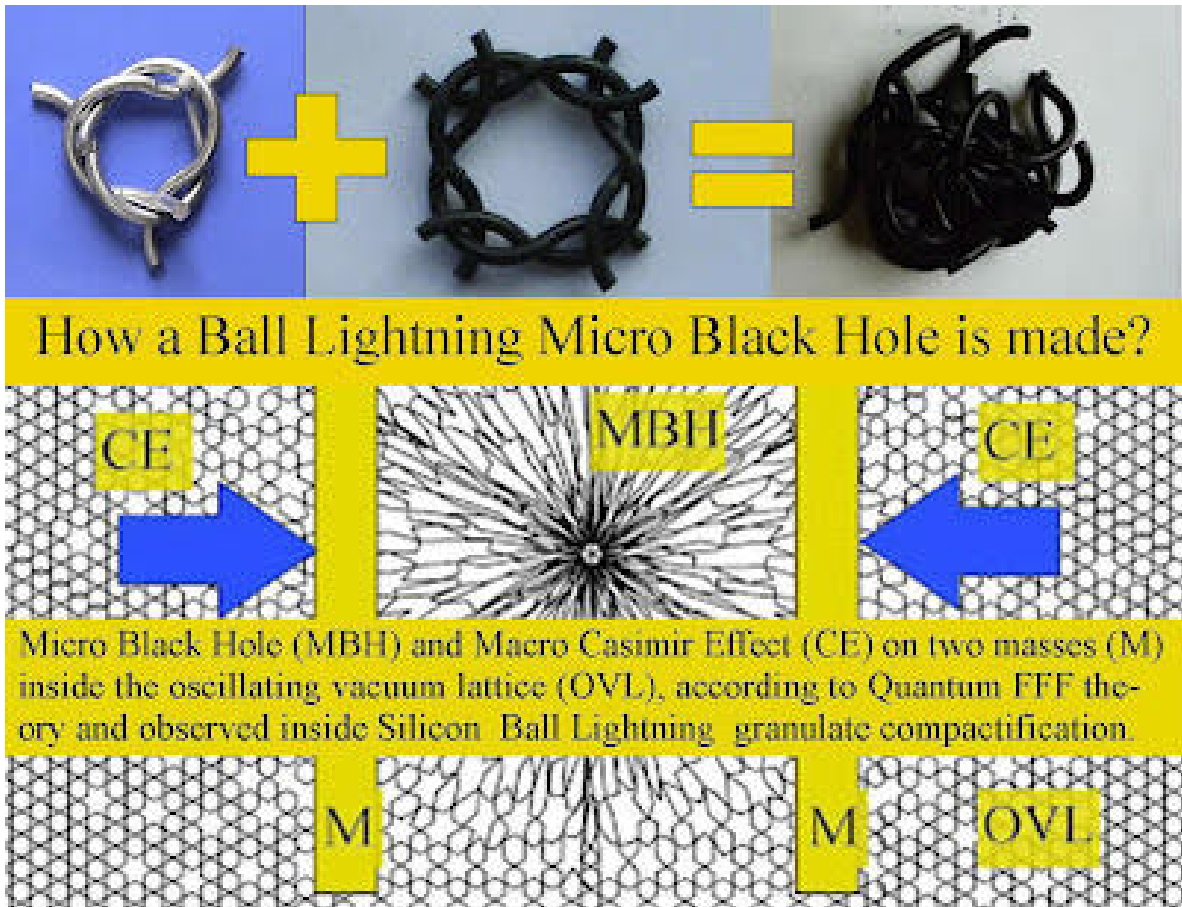 How a Ball Lightning Micro Black Hole is made?
CE
MBH
CE
Micro Black Hole (MBH) and Macro Casimir Effect (CE) on two masses (M)
inside the oscillating vacuum lattice (OVL), according to Quantum FFF the-
ory and observed inside Silicon Ball Lightning granulate compactification.
M
M
OVL